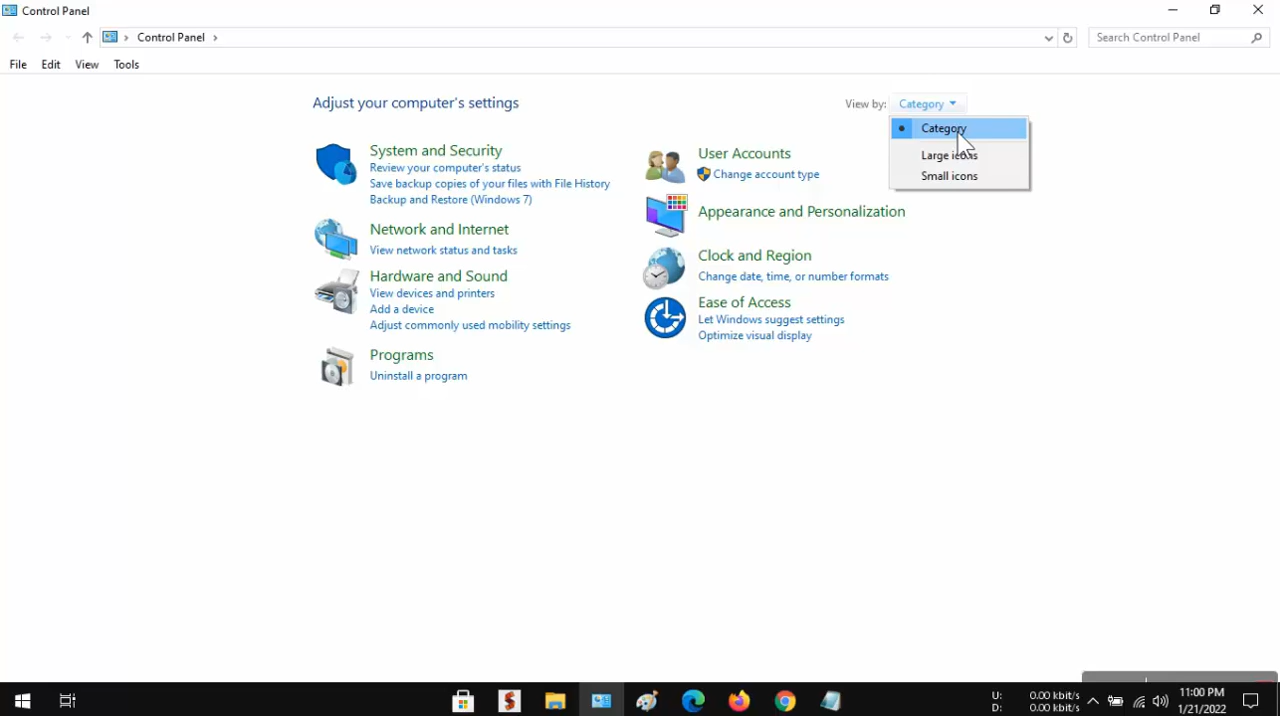 Control Panel
Control Panel
Search Control Panel
File Edit View Tools
Adjust your computer's settings
View by: Category
Category
Large icons
Small icons
System and Security
Review your computer's status
Save backup copies of your files with File History
Backup and Restore (Windows 7)
Network and Internet
View network status and tasks
Hardware and Sound
View devices and printers
Add a device
Adjust commonly used mobility settings
Programs
Uninstall a program
User Accounts
Change account type
Appearance and Personalization
Clock and Region
Change date, time, or number formats
Ease of Access
Let Windows suggest settings
Optimize visual display
U: 0.00 kbit/s
D: 0.00 kbit/s
11:00 PM
1/21/2022